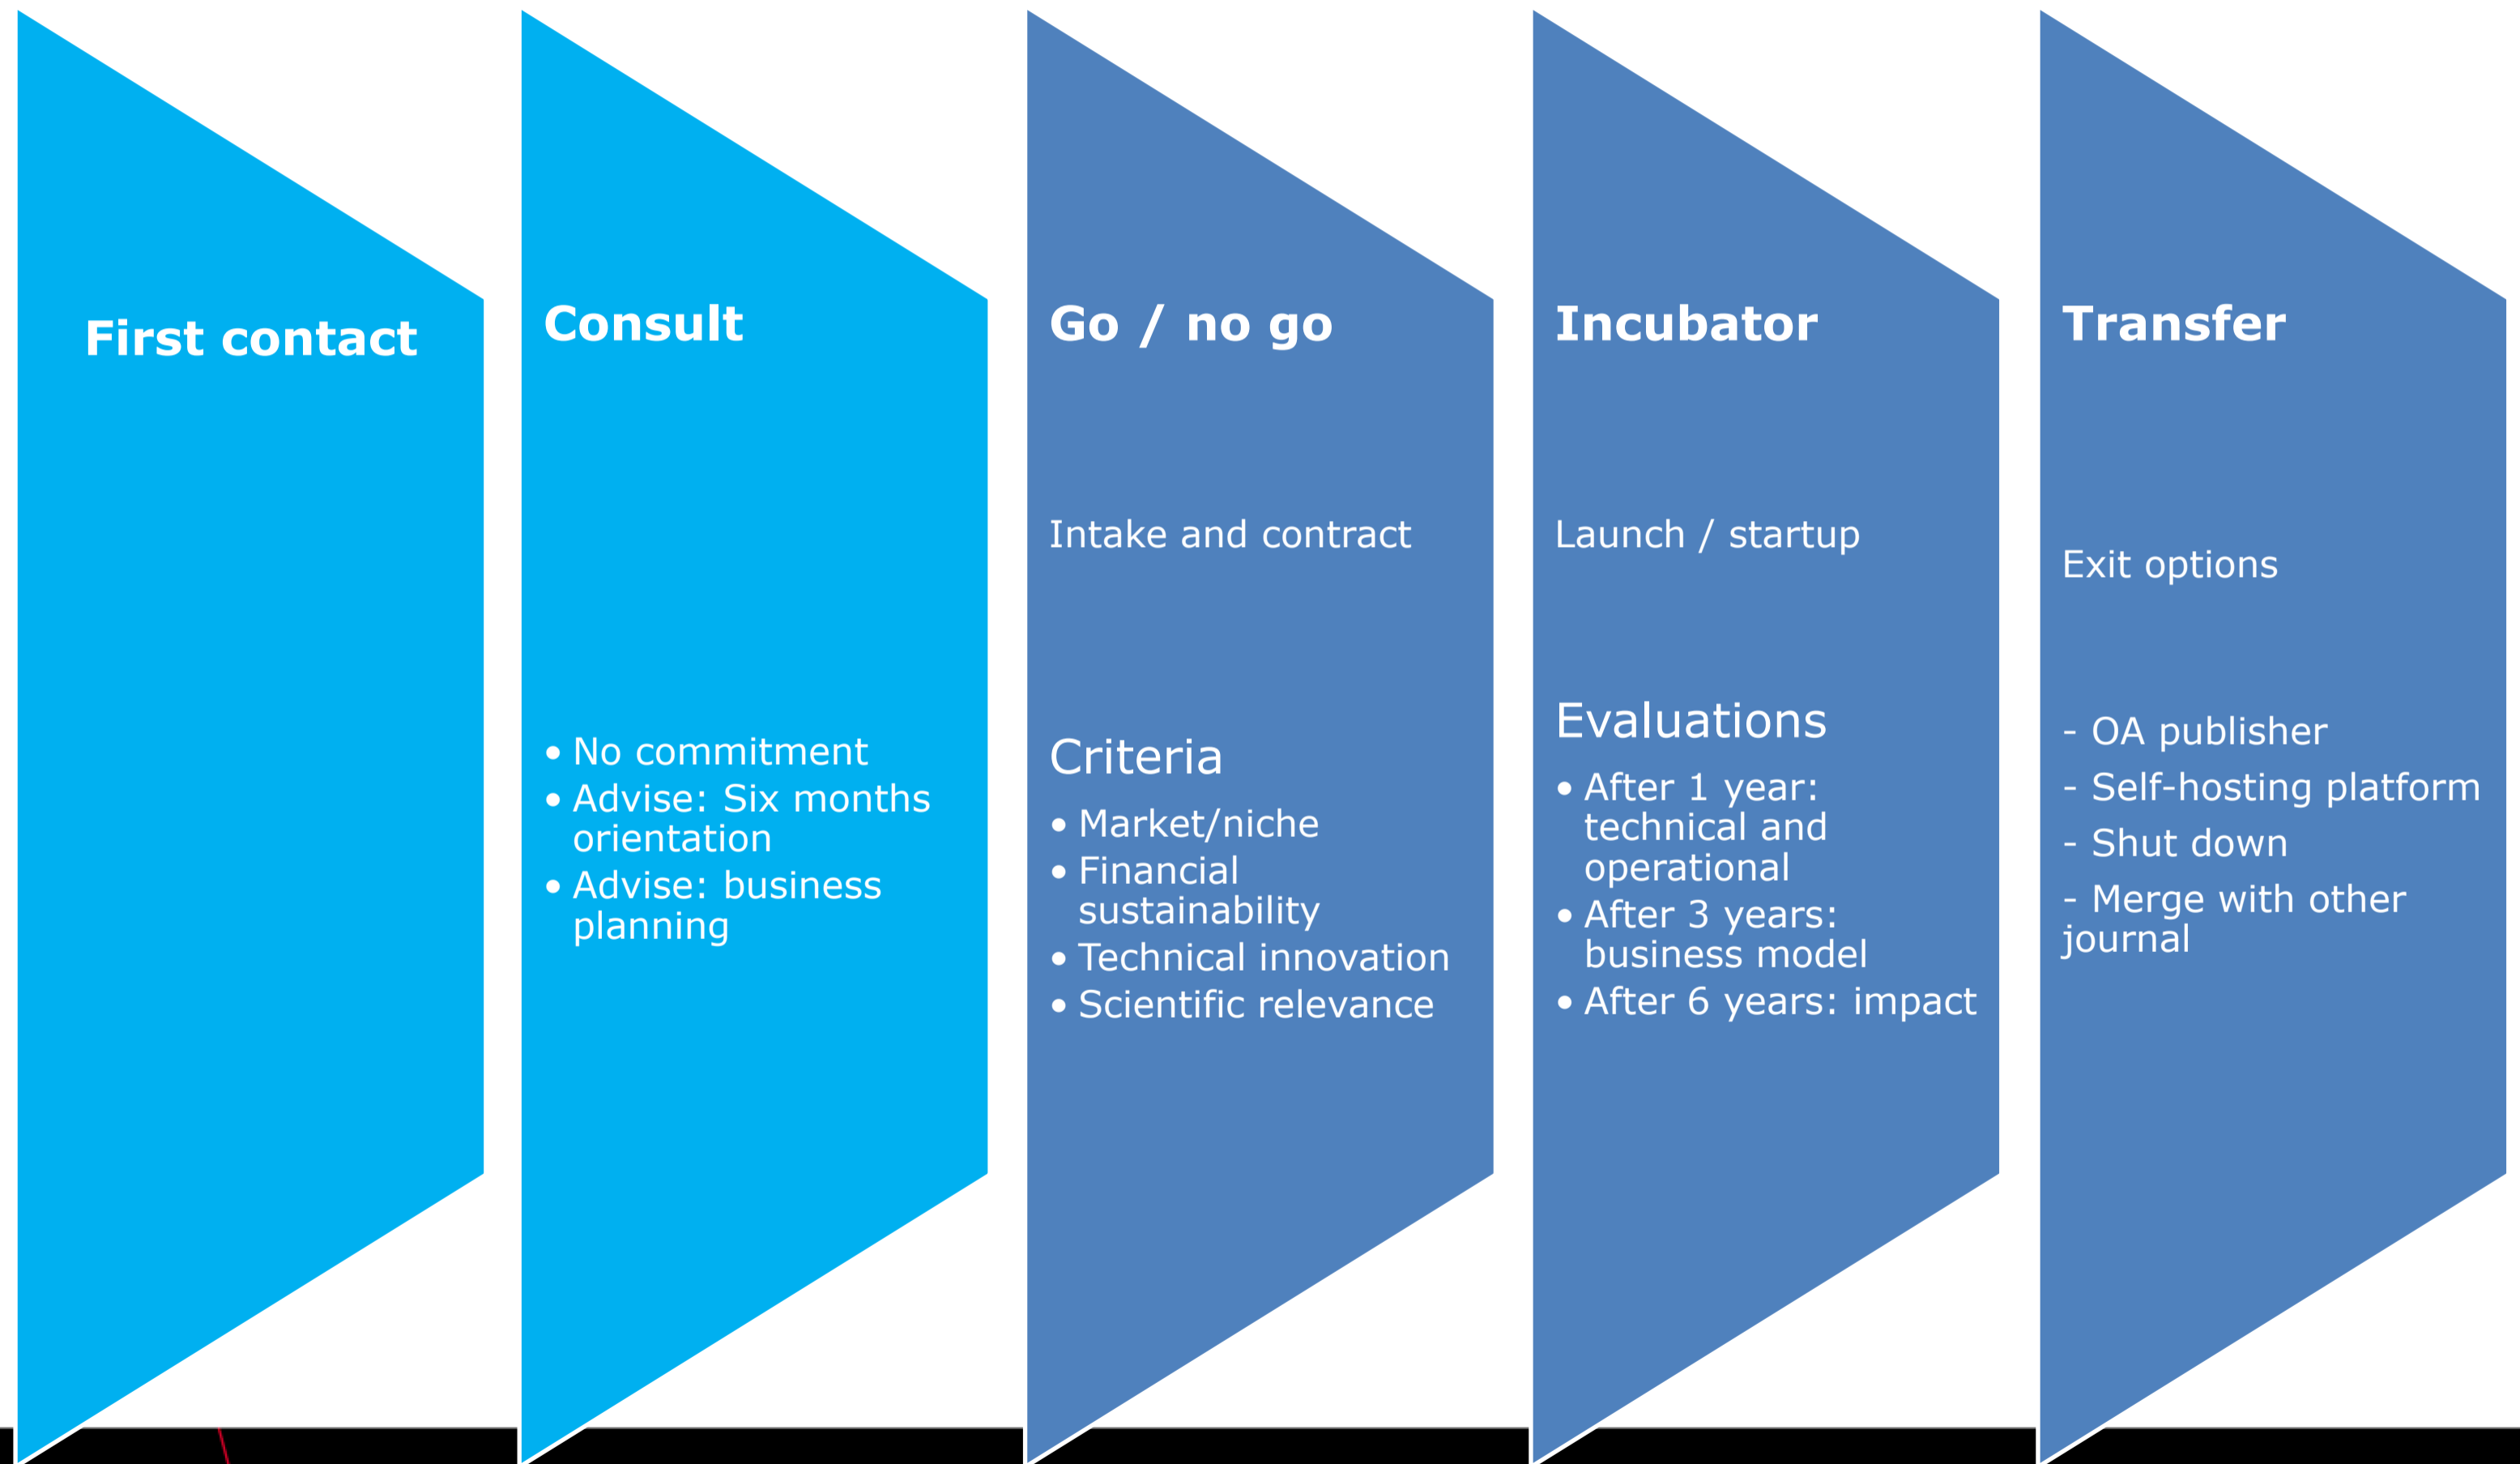 First contact
Consult
• No commitment
• Advise: Six months
orientation
• Advise: business
planning
Go / no go
Intake and contract
Criteria
• Market/niche
• Financial
sustainability
• Technical innovation
• Scientific relevance
Incubator
Launch / startup
Evaluations
• After 1 year:
technical and
operational
• After 3 years:
business model
• After 6 years: impact
Transfer
Exit options
- OA publisher
- Self-hosting platform
- Shut down
- Merge with other
journal